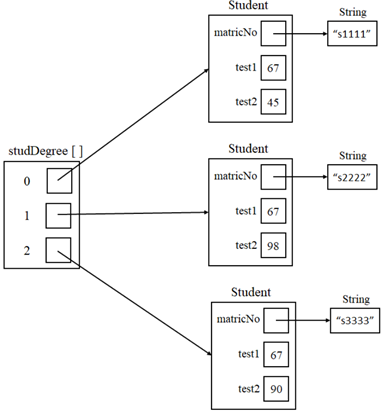 Student
String
matricNo
"s1111"
test1 67
test2 45
studDegree [ ]
0
1
2
Student
String
matricNo
"s2222"
test1 67
test2 98
Student
String
matricNo
"s3333"
test1 67
test2 90